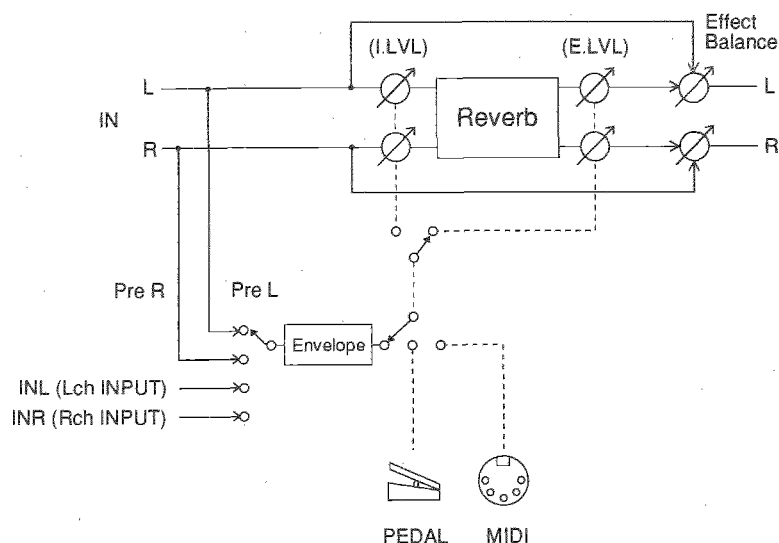 Effect
Balance
(I.LVL)
(E.LVL)
L
L
IN
Reverb
R
R
Pre R
Pre L
Envelope
INL (Lch INPUT)
INR (Rch INPUT)
PEDAL
MIDI